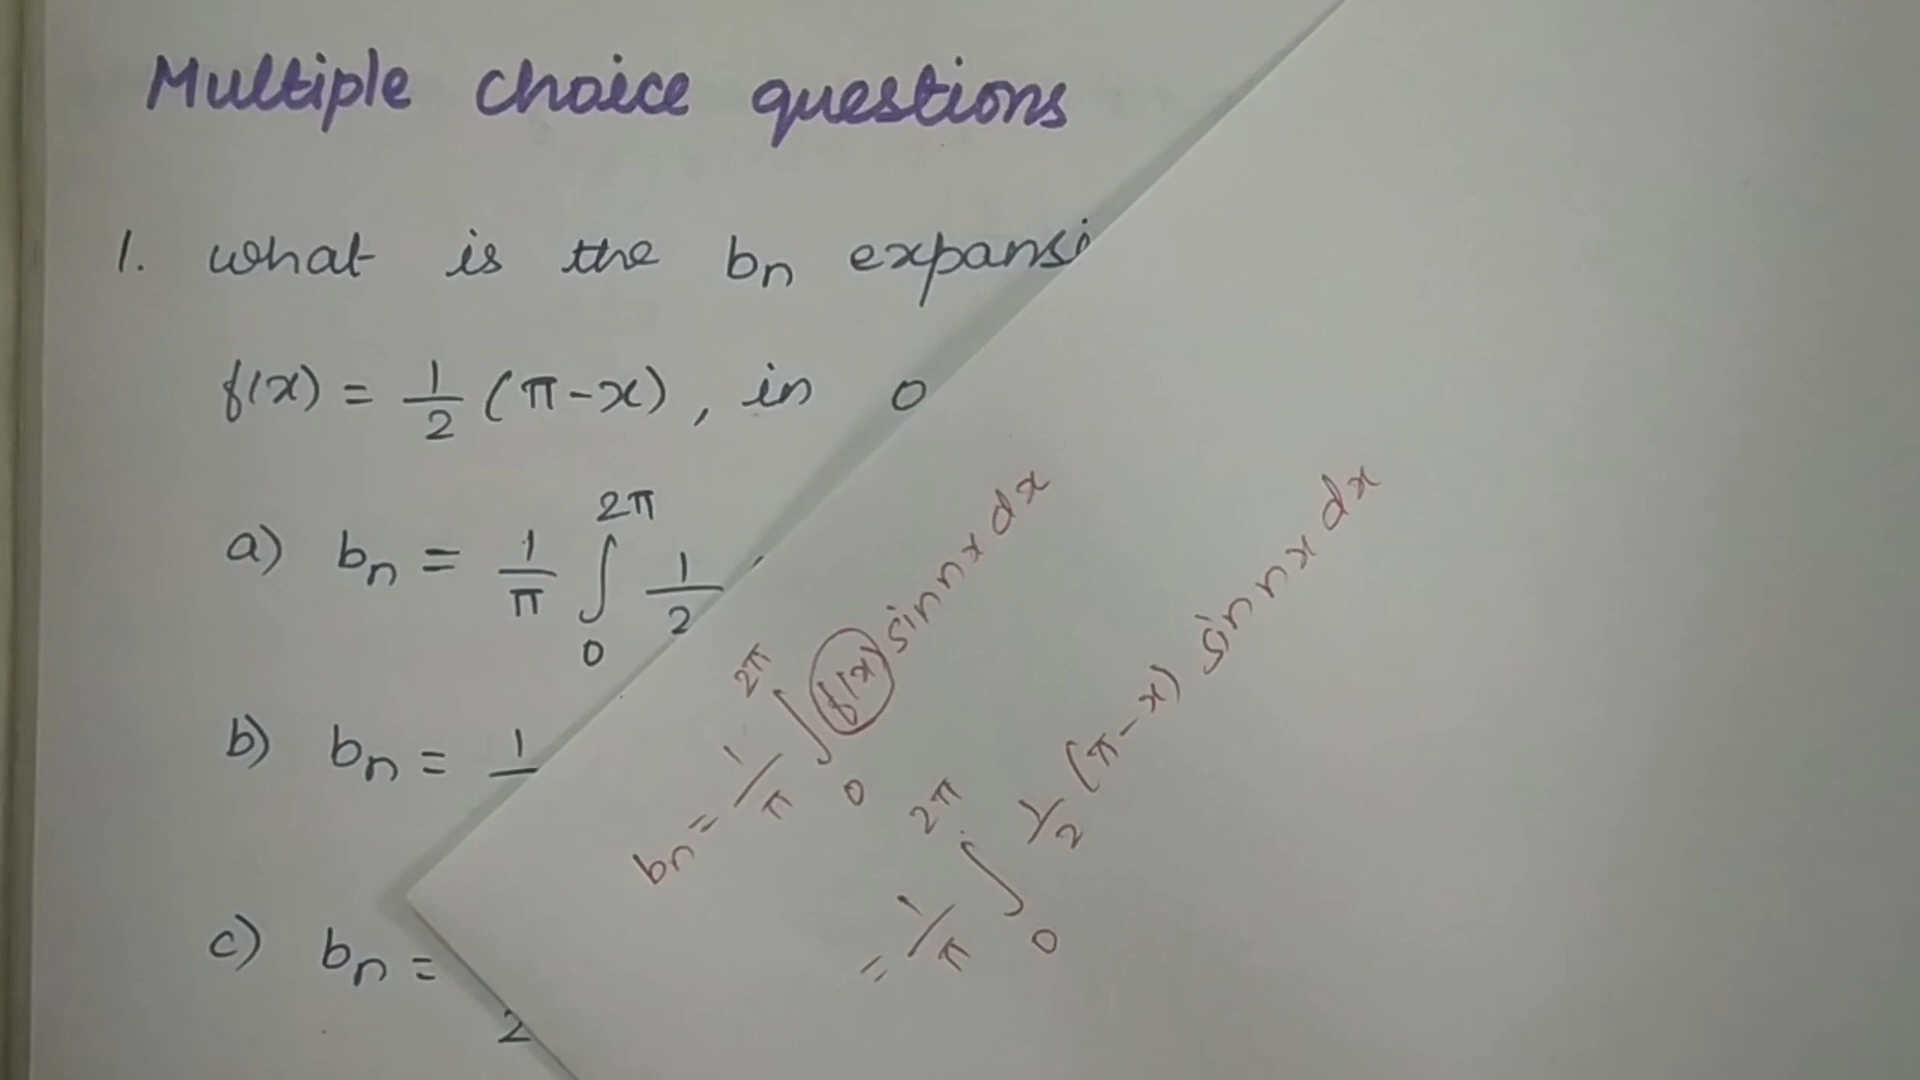 Multiple choice questions
1. what is the bn expansi
f(x) = 1/2 (π-x), in 0
a) bn = 1/π ∫₀^2π 1/2
b) bn = 1
c) bn =
2
bn = 1/π ∫₀^2π f(x) sin nx dx
= 1/π ∫₀^2π 1/2 (π-x) sin nx dx